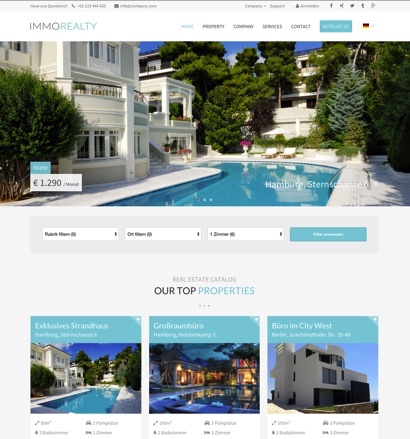 Have any Questions? +01 123 444 555 info@company.com Company Support Anmelden
IMMOREALTY
HOME PROPERTY COMPANY SERVICES CONTACT NOTELIST (0)
Miete
€ 1.290 / Monat
Hamburg, Sternschanze 6
Rubrik filtern (0) Ort filtern (0) 1 Zimmer (6) Filter anwenden
REAL ESTATE CATALOG
OUR TOP PROPERTIES
Exklusives Strandhaus
Hamburg, Sternschanze 6
Großraumbüro
Hamburg, Holstenkamp 3
Büro im City West
Berlin, Joachimsthaler Str. 39-40
85m² 3 Parkplätze
2 Badezimmer 3 Zimmer
2 Parkplätze
1 Badezimmer 1 Zimmer
2 Parkplätze
2 Badezimmer 1 Zimmer